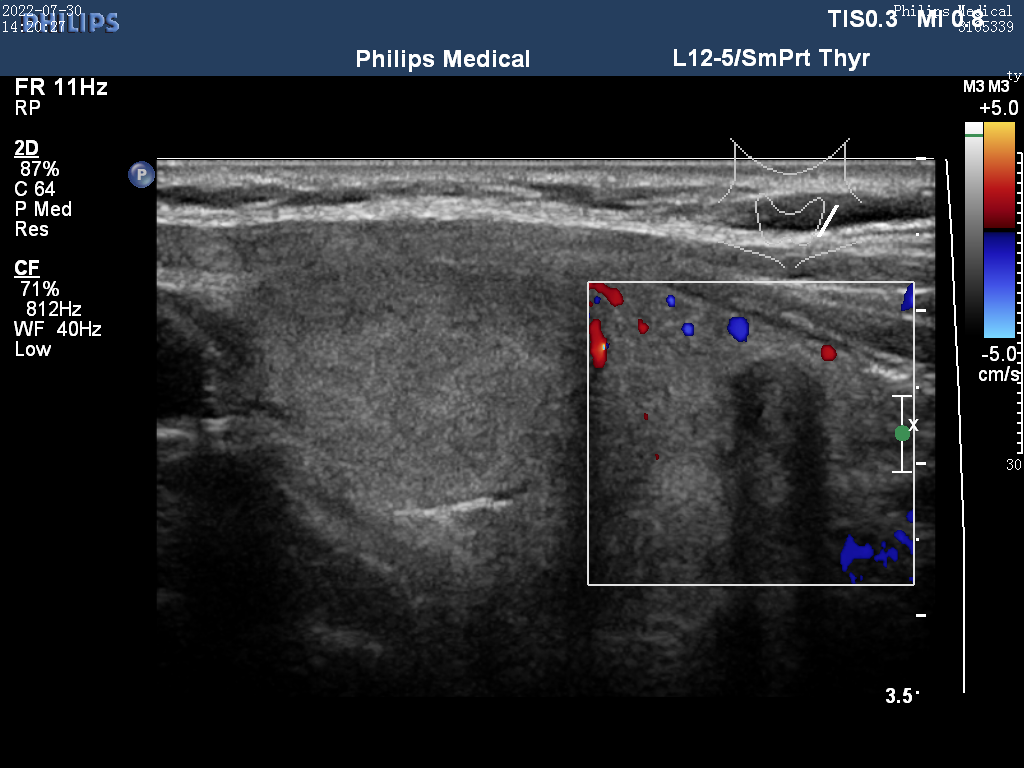 2022-07-30
14:20:27
PHILIPS
TIS0.3 MI 0.8
Philips Medical
Philips Medical
L12-5/SmPrt Thyr
ty
FR 11Hz
RP
M3 M3
+5.0
2D
87%
C 64
P Med
Res
P
CF
71%
812Hz
WF 40Hz
Low
-5.0
cm/s
x
30
3.5